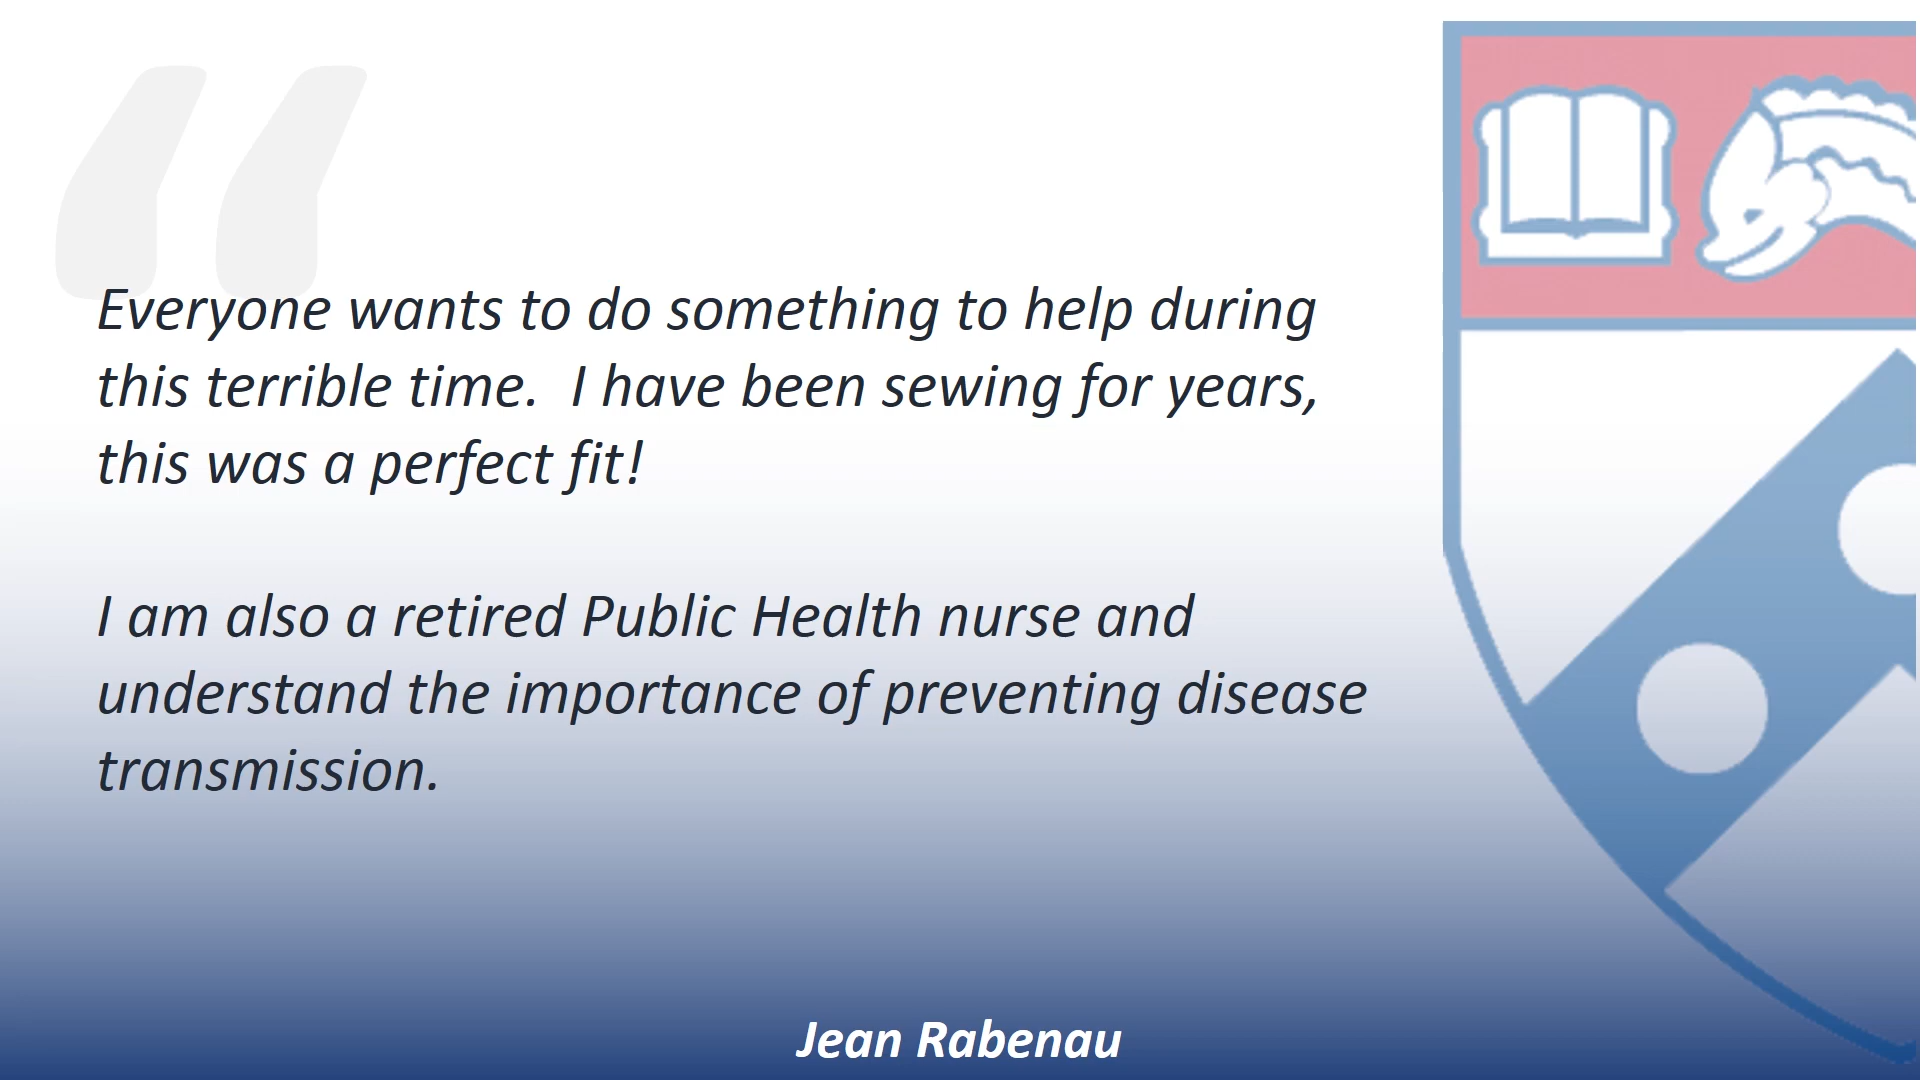 “
Everyone wants to do something to help during
this terrible time.  I have been sewing for years,
this was a perfect fit!
I am also a retired Public Health nurse and
understand the importance of preventing disease
transmission.
Jean Rabenau